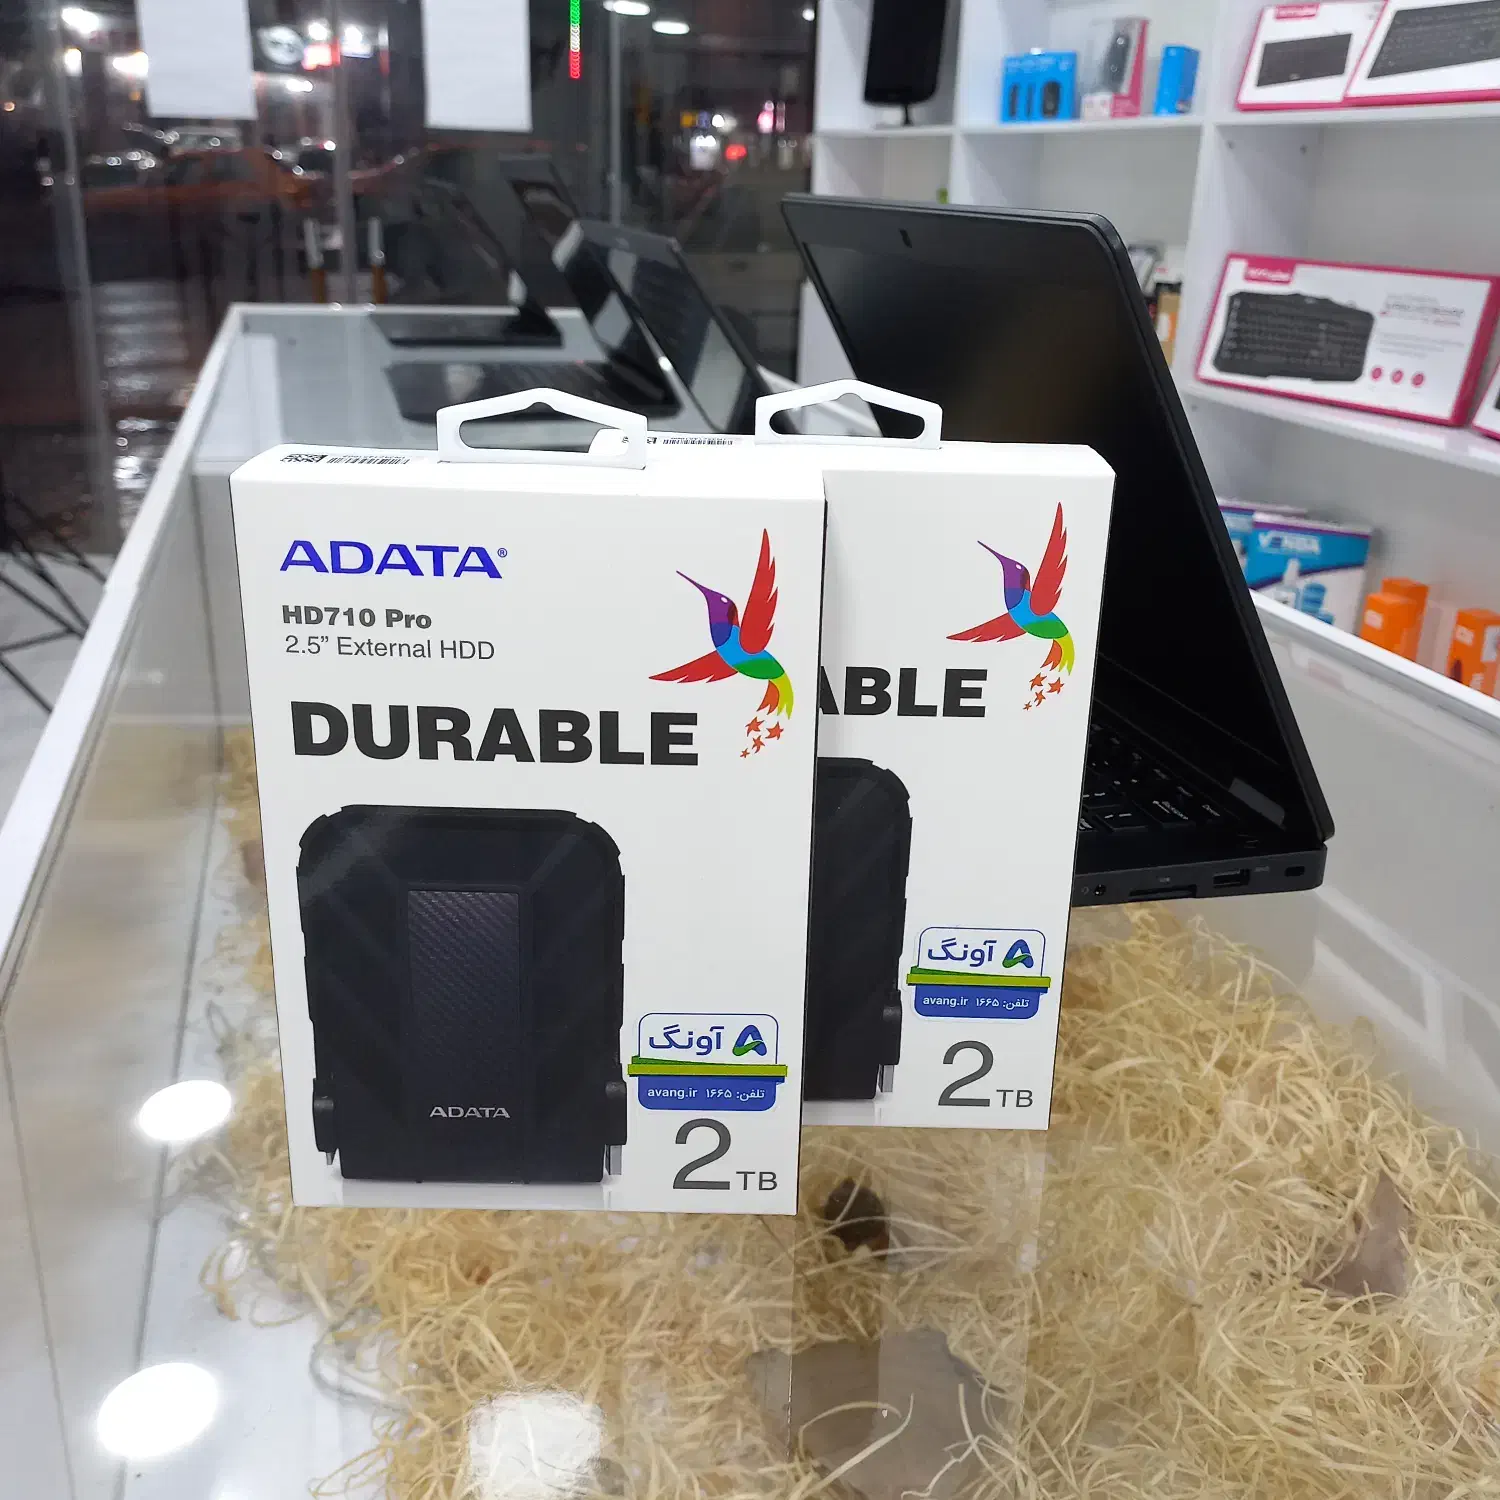 ADATA®
HD710 Pro
2.5” External HDD
DURABLE
ADATA
آونگ
avang.ir تلفن: ۱۶۶۵
2TB
ABLE
آونگ
avang.ir تلفن: ۱۶۶۵
2TB